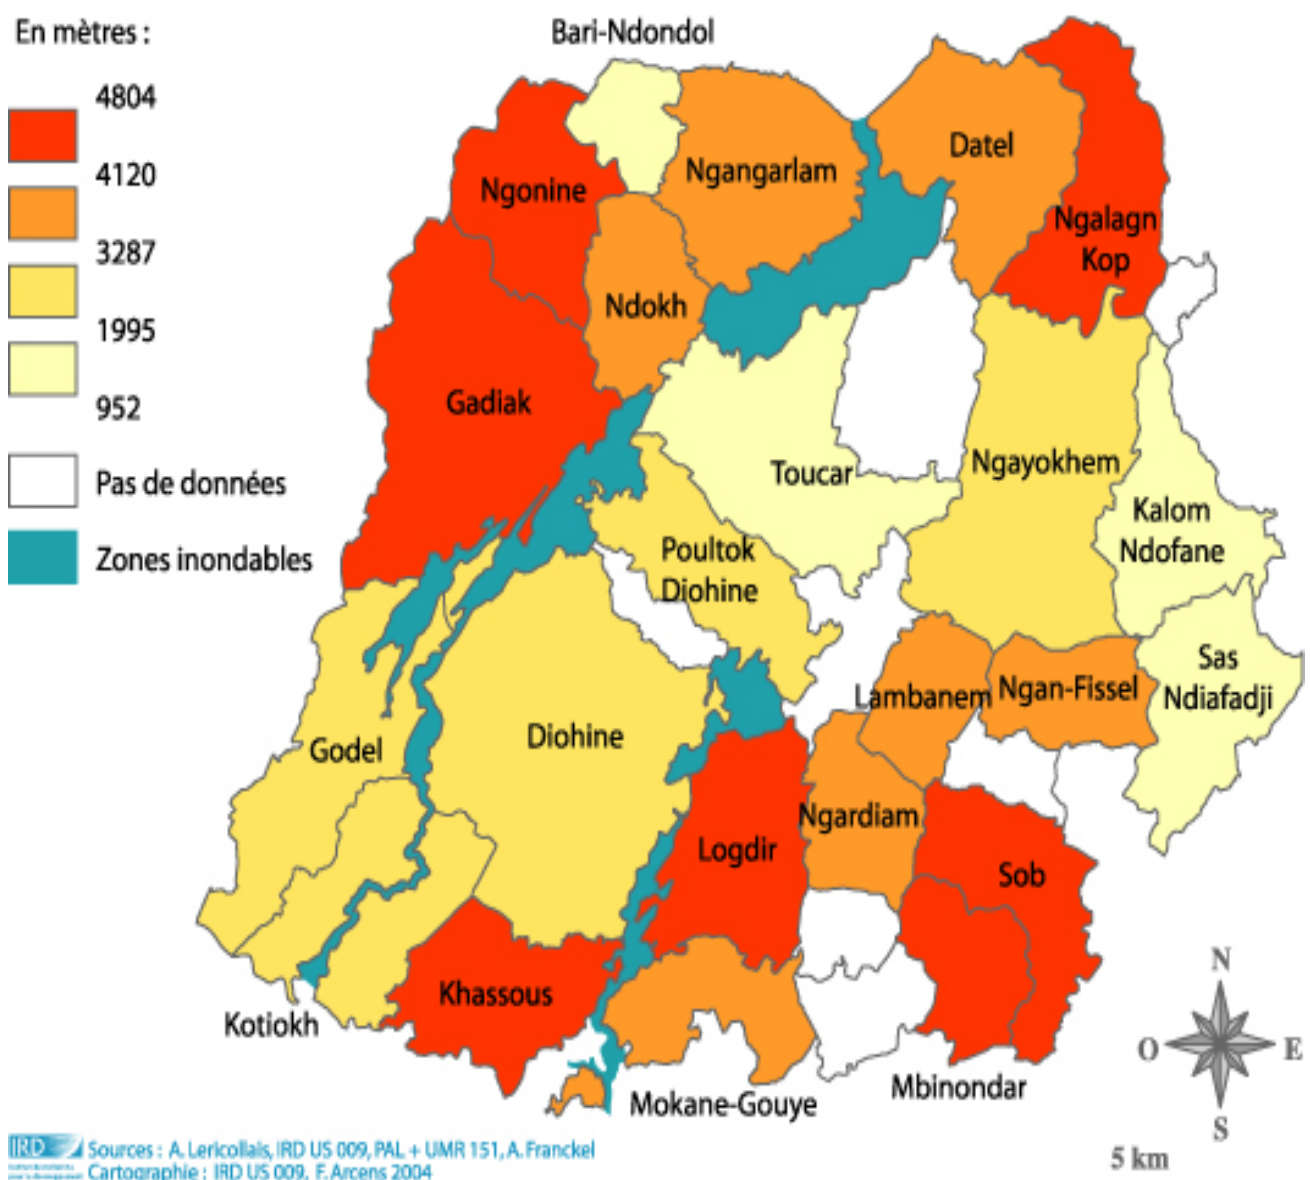 En mètres :
4804
4120
3287
1995
952
Pas de données
Zones inondables
Bari-Ndondol
Ngonine
Ngangarlam
Datel
Ngalagn
Kop
Ndokh
Gadiak
Toucar
Ngayokhem
Kalom
Ndofane
Poultok
Diohine
Sas
Ndiafadji
Lambanem
Ngan-Fissel
Godel
Diohine
Ngardiam
Logdir
Sob
Khassous
Kotiokh
Mokane-Gouye
Mbinondar
N
O
E
S
5 km
IRD
Sources : A. Lericollais, IRD US 009, PAL + UMR 151, A. Franckel
Cartographie : IRD US 009, F. Arcens 2004